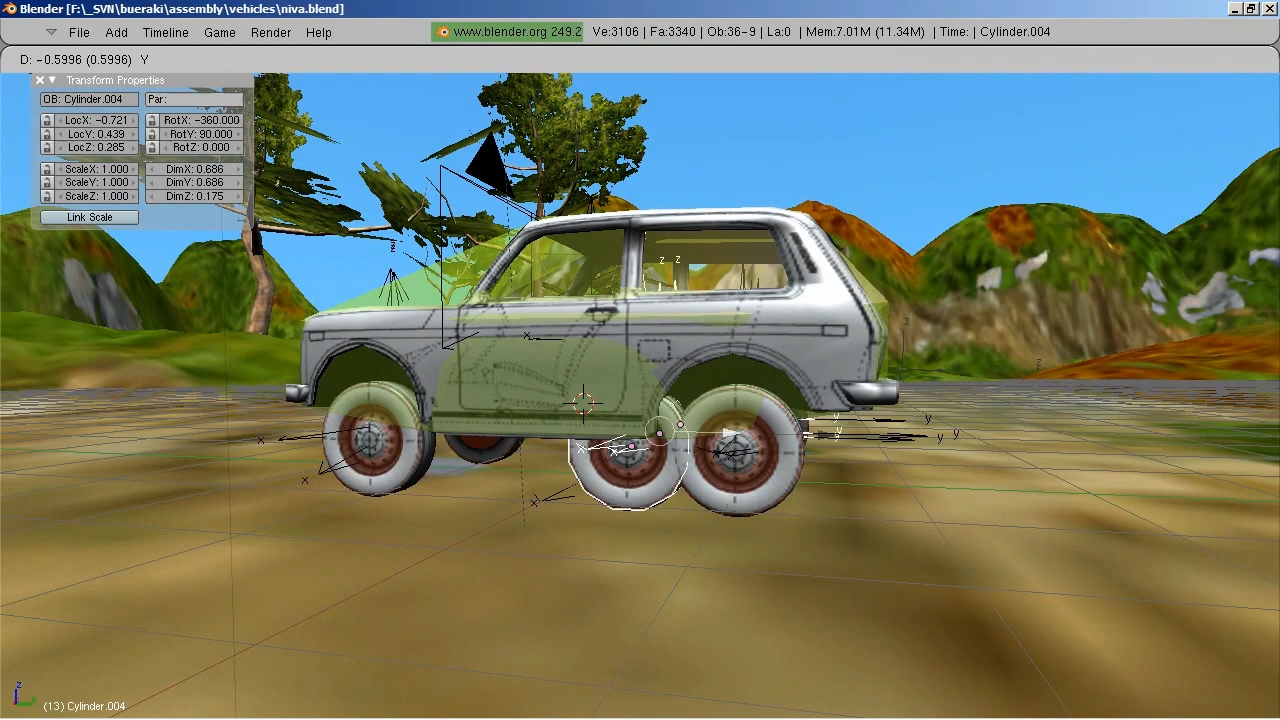 Blender [F:\_SVN\bueraki\assembly\vehicles\niva.blend]
File Add Timeline Game Render Help www.blender.org 249.2 Ve:3106 | Fa:3340 | Ob:36-9 | La:0 | Mem:7.01M (11.34M) | Time: | Cylinder.004
D: -0.5996 (0.5996) Y
Transform Properties
OB: Cylinder.004 Par:
LocX: -0.721 RotX: -360.000
LocY: 0.439 RotY: 90.000
LocZ: 0.285 RotZ: 0.000
ScaleX: 1.000 DimX: 0.686
ScaleY: 1.000 DimY: 0.686
ScaleZ: 1.000 DimZ: 0.175
Link Scale
z
z z
z
x
z
y
y
x
y
y y
x
x
x
x
z
(13) Cylinder.004